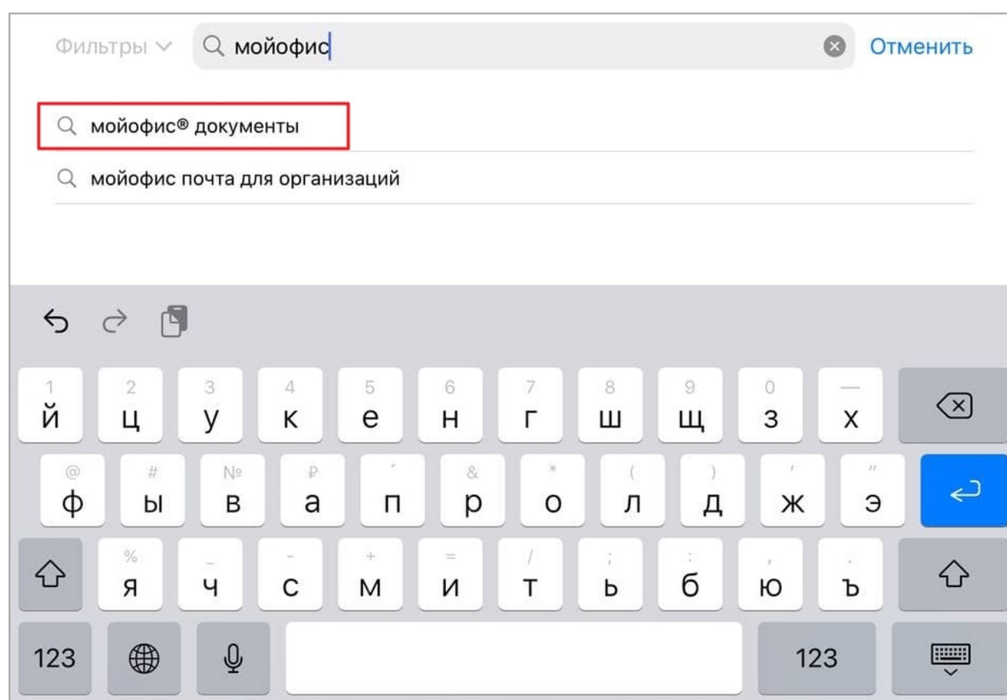 Фильтры мойофис Отменить
мойофис® документы
мойофис почта для организаций
1 2 3 4 5 6 7 8 9 0 —
й ц у к е н г ш щ з х
@ # № ₽ ´ & * ( ) ' "
ф ы в а п р о л д ж э
% _ - + = / ; : , .
я ч с м и т ь б ю ъ
123 123